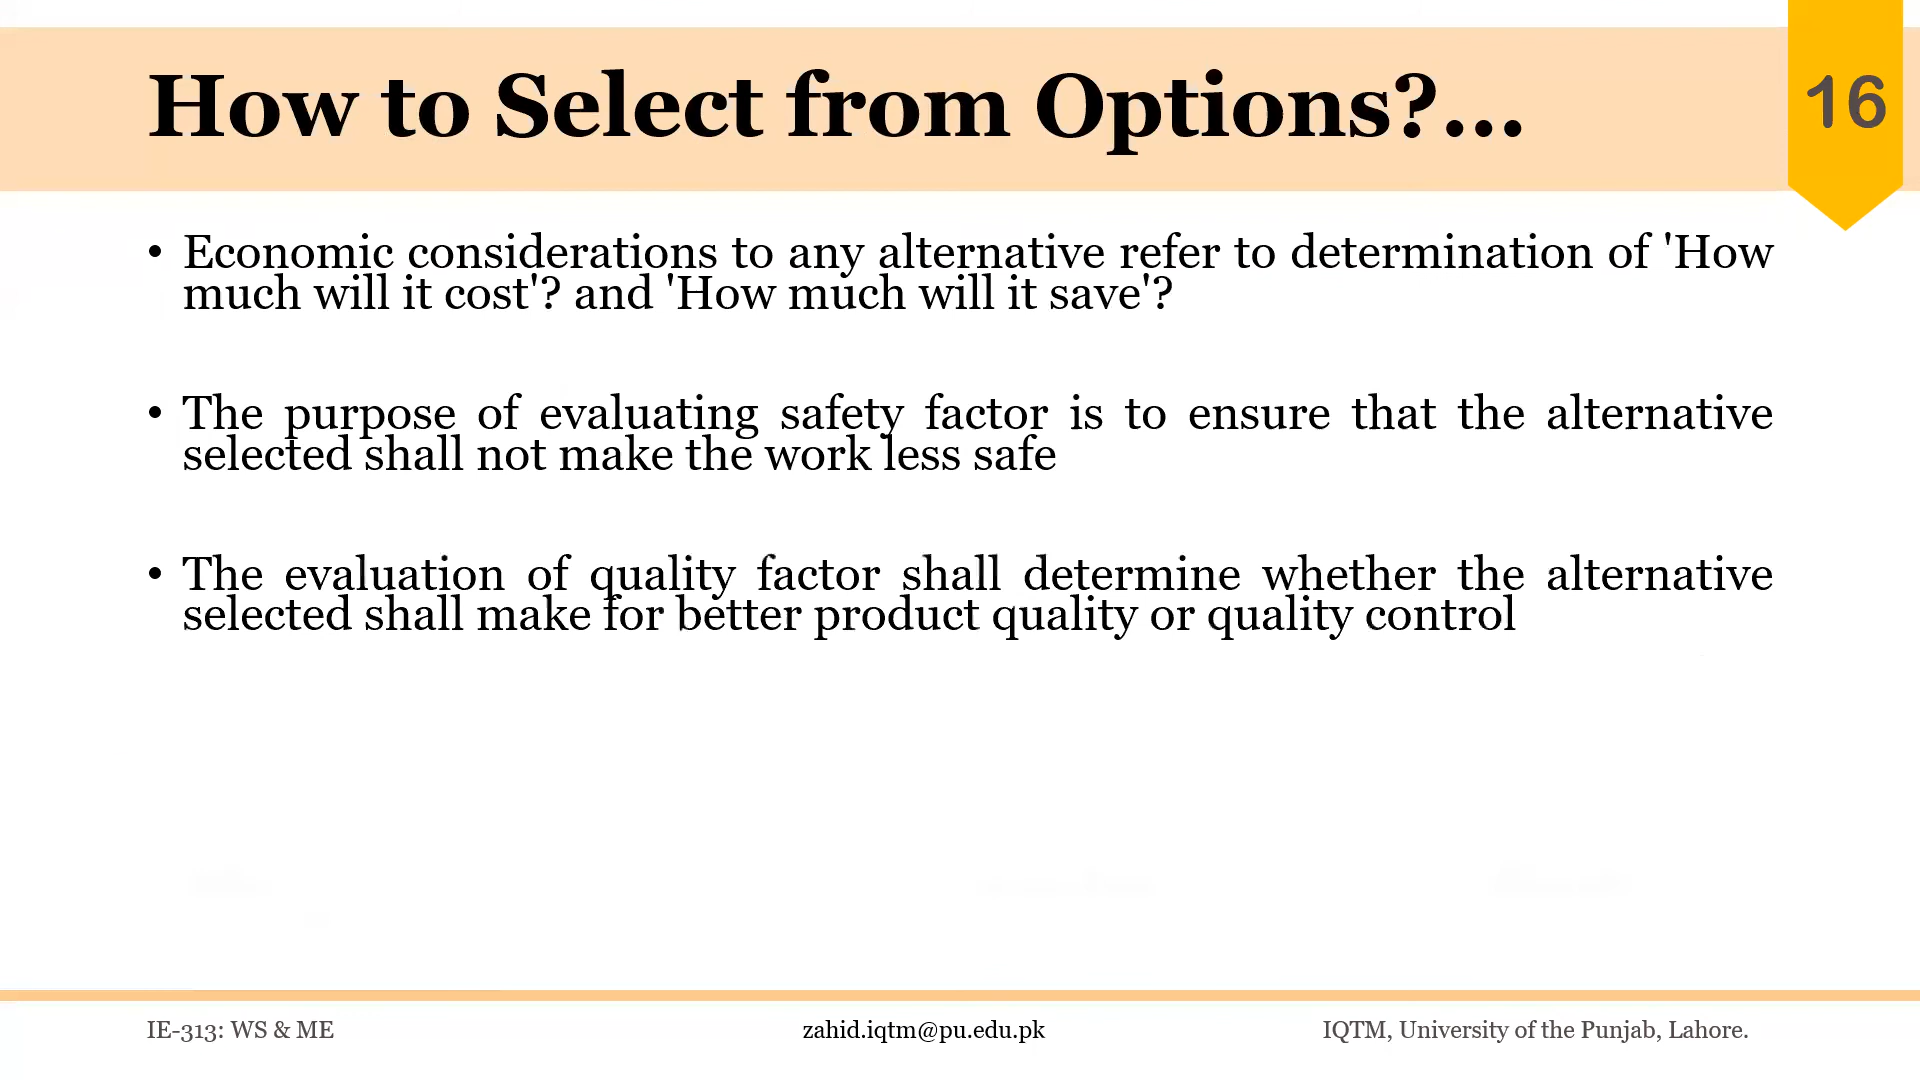 How to Select from Options?...
16
• Economic considerations to any alternative refer to determination of 'How
much will it cost'? and 'How much will it save'?
• The purpose of evaluating safety factor is to ensure that the alternative
selected shall not make the work less safe
• The evaluation of quality factor shall determine whether the alternative
selected shall make for better product quality or quality control
IE-313: WS & ME
zahid.iqtm@pu.edu.pk
IQTM, University of the Punjab, Lahore.